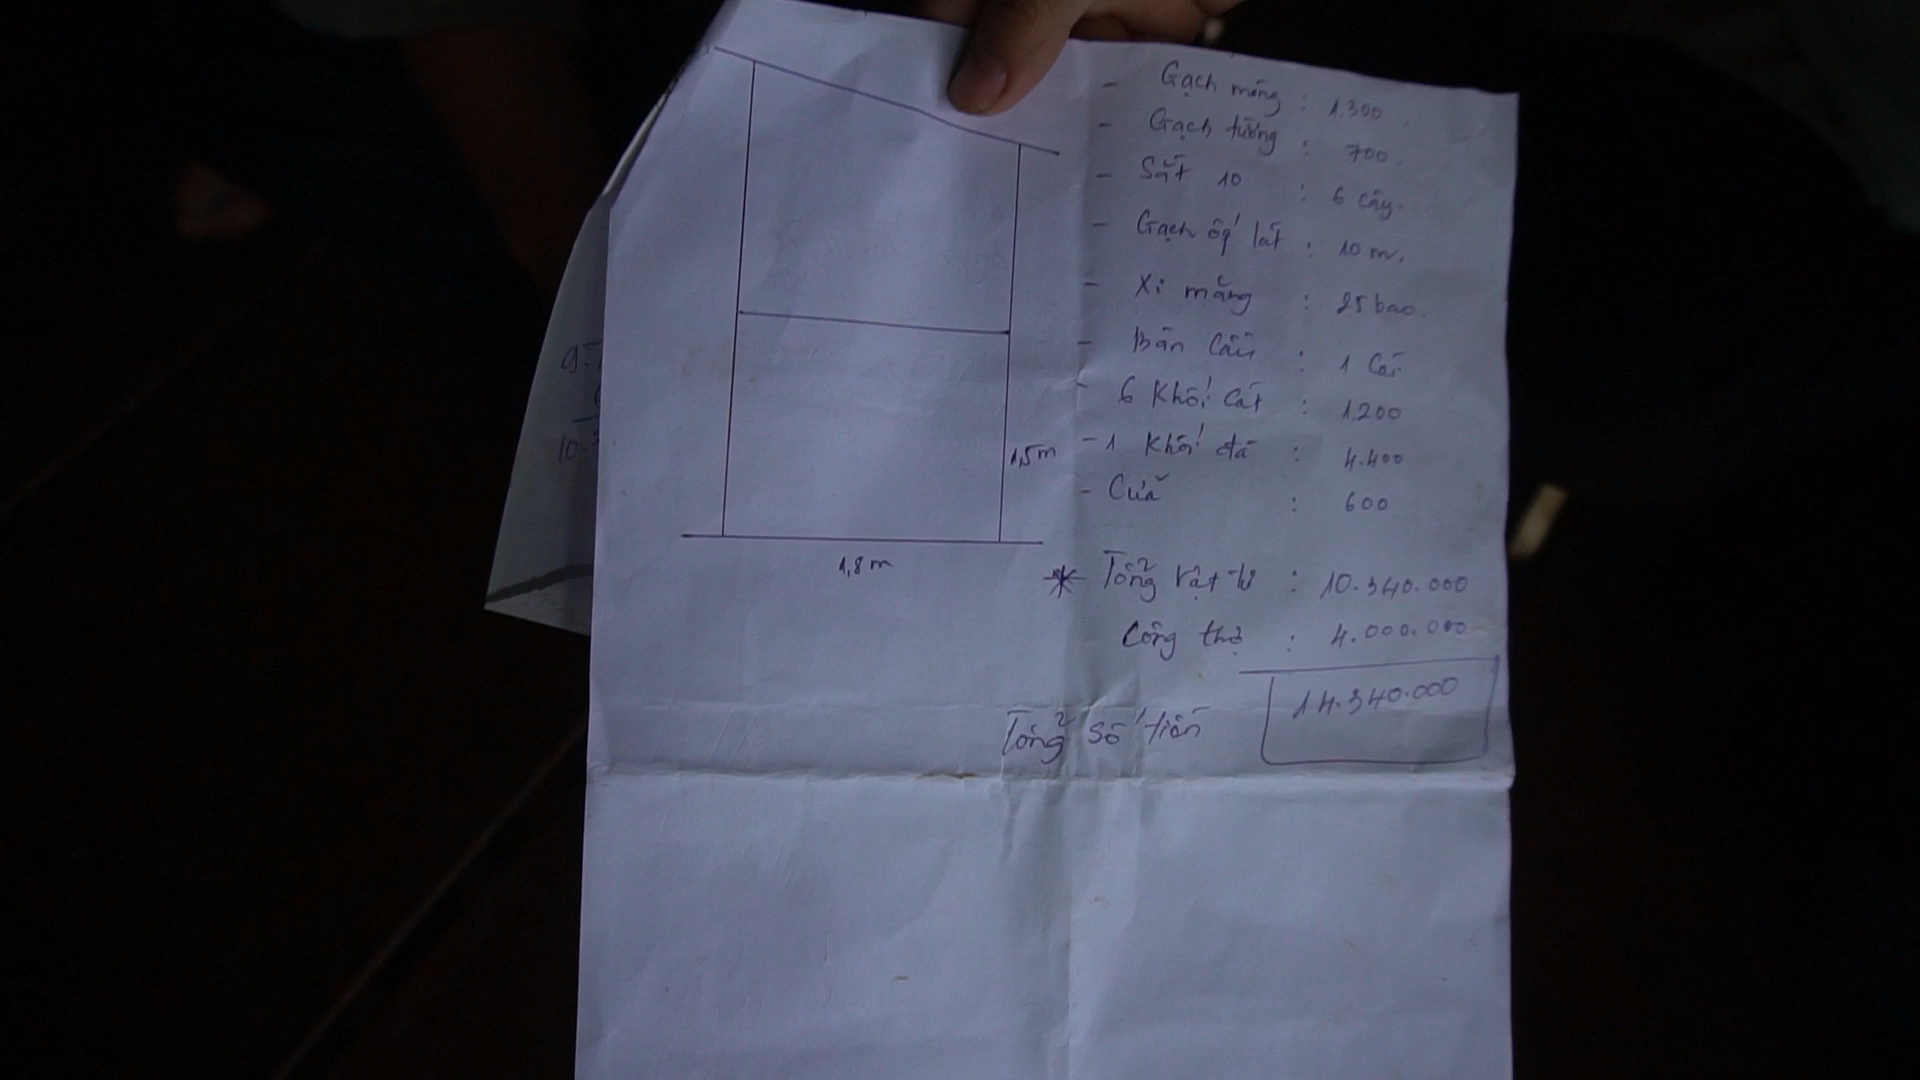 - Gạch móng : 1.300
- Gạch tường : 700
- Sắt 10 : 6 cây.
- Gạch ốp lát : 10 m.
- Xi măng : 25 bao.
- Bàn cầu : 1 Cái
- 6 Khối Cát : 1.200
- 1 Khối đá : 4.400
- Cửa : 600
* Tổng Vật tư : 10.340.000
Công thợ : 4.000.000
Tổng số tiền 14.340.000
1,5m
1,8m